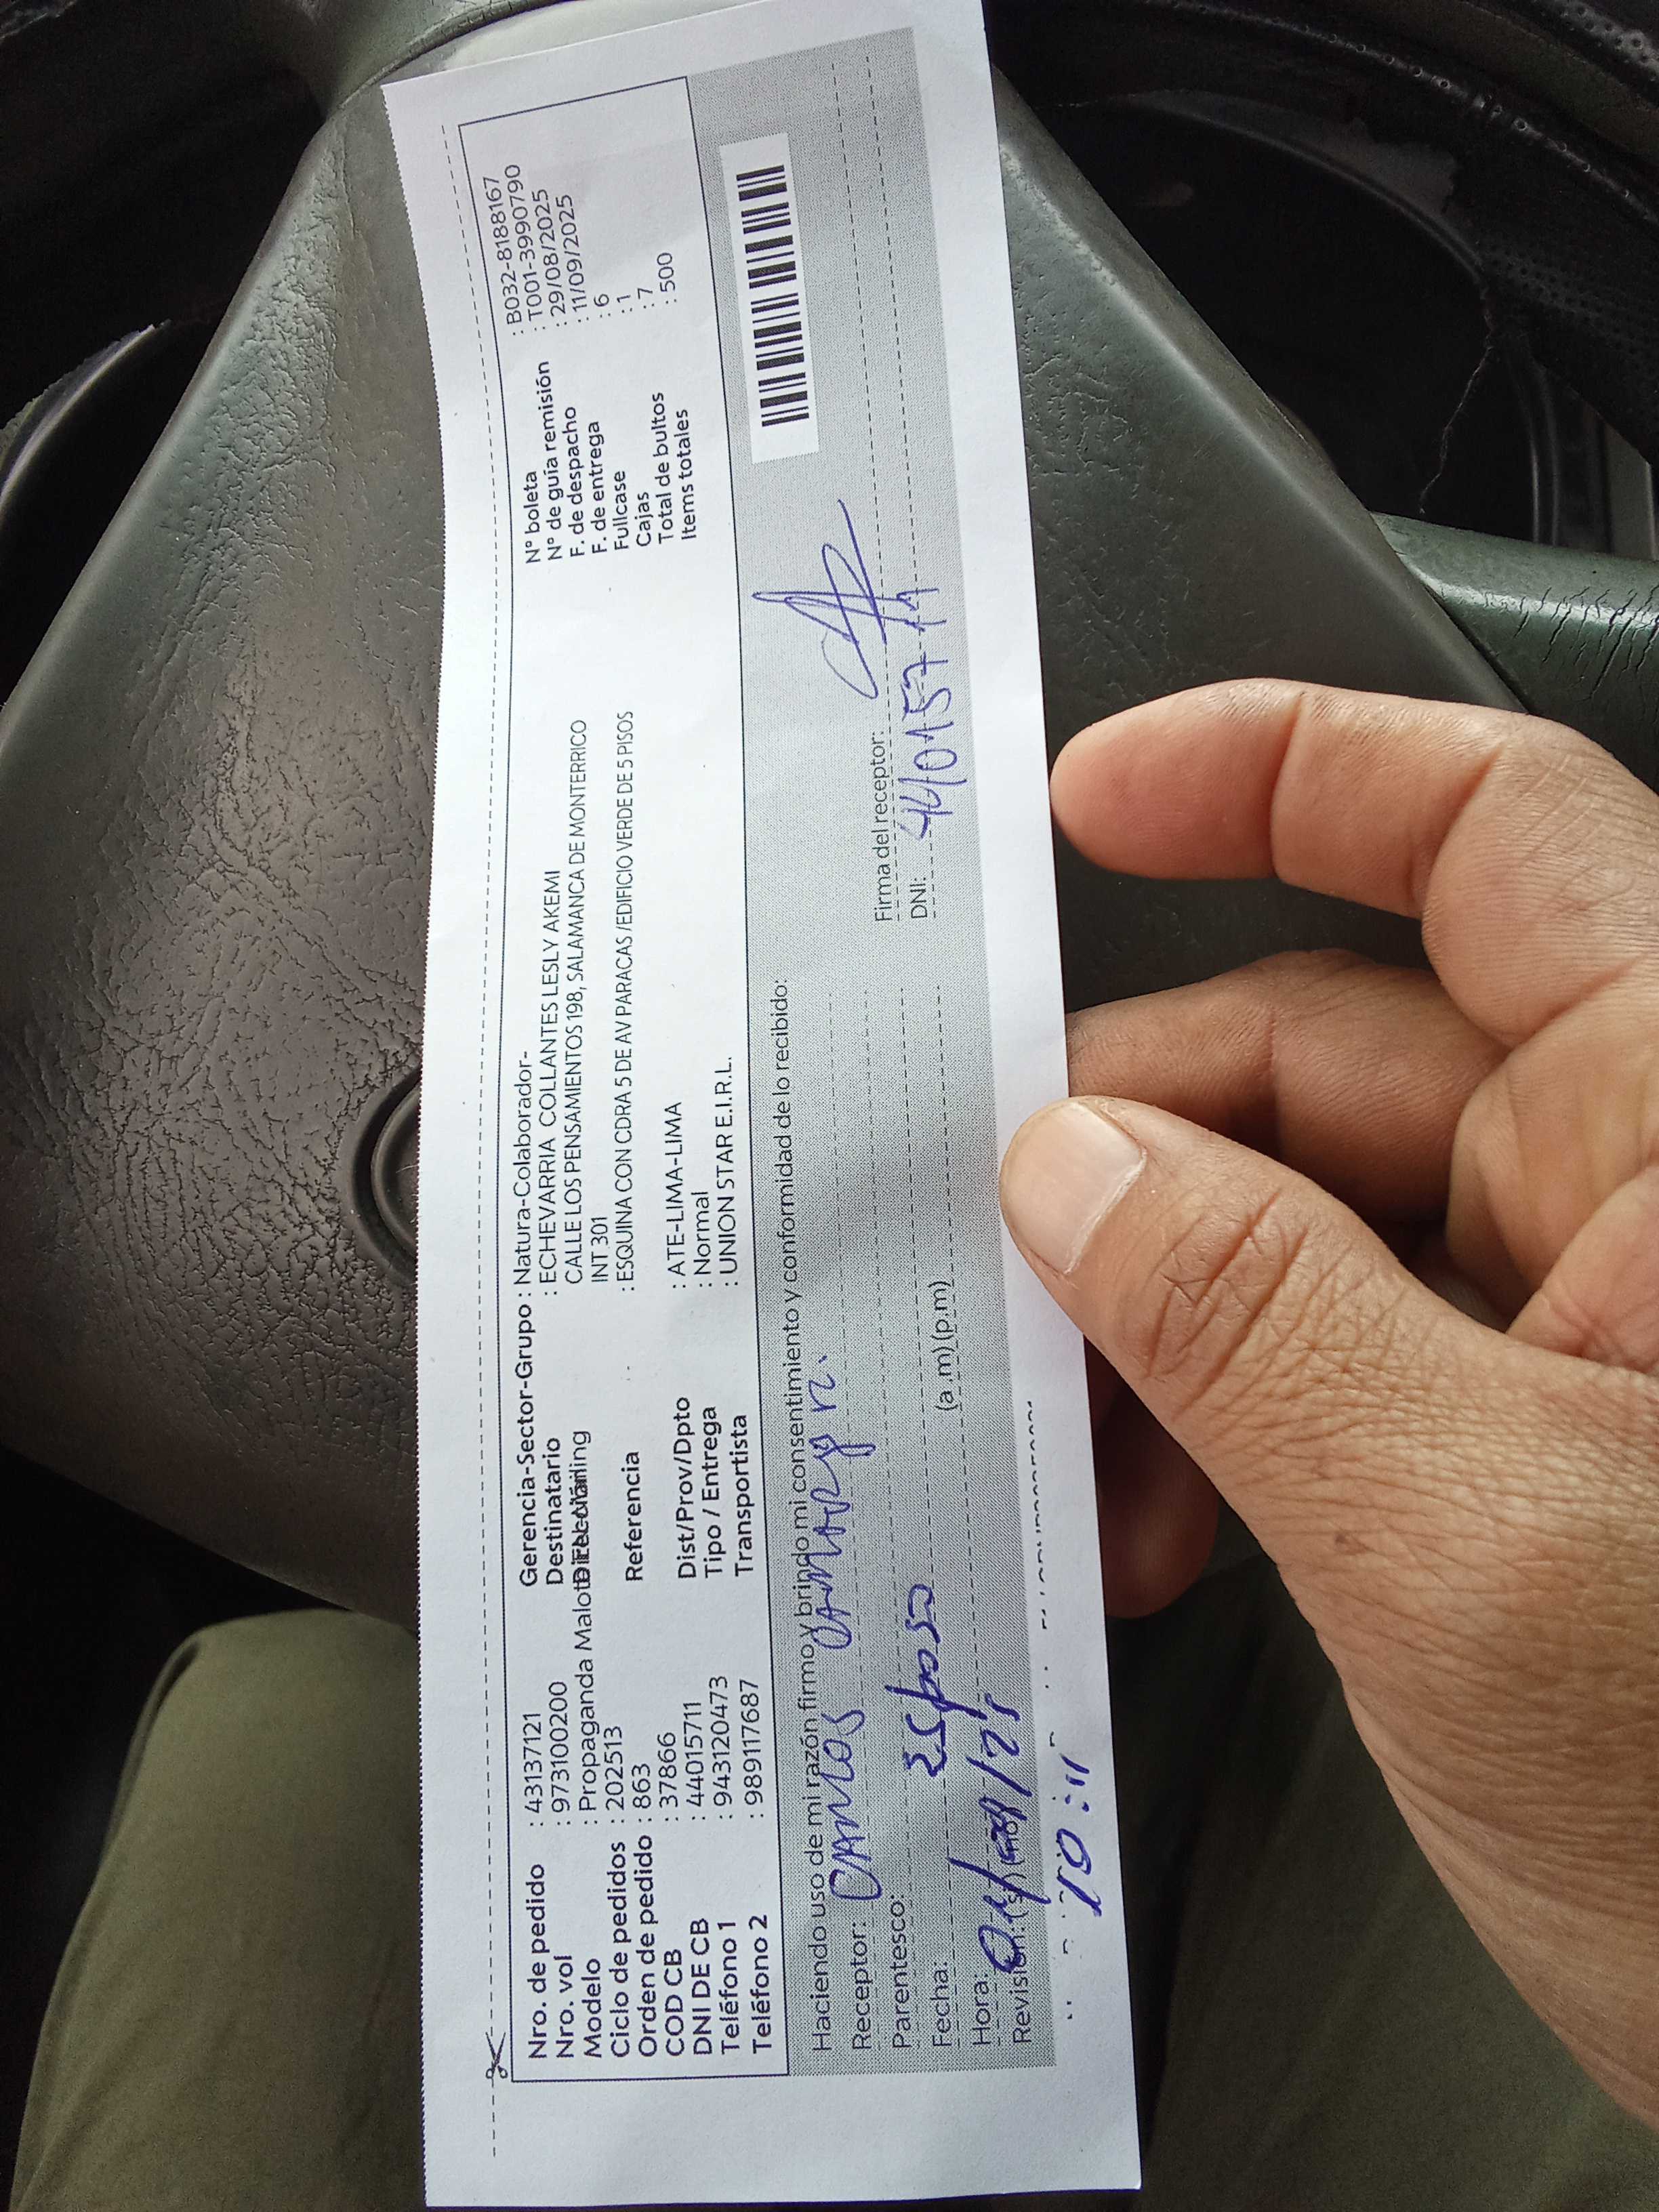 Nro. de pedido : 43137121
Nro. vol : 973100200
Modelo : Propaganda Malote
Ciclo de pedidos : 202513
Orden de pedido : 863
COD CB : 37866
DNI DE CB : 44015711
Teléfono 1 : 943120473
Teléfono 2 : 989117687
Gerencia-Sector-Grupo : Natura-Colaborador-
Destinatario : ECHEVARRIA COLLANTES LESLY AKEMI
Dirección CALLE LOS PENSAMIENTOS 198, SALAMANCA DE MONTERRICO
INT 301
Referencia : ESQUINA CON CDRA 5 DE AV PARACAS /EDIFICIO VERDE DE 5 PISOS
Dist/Prov/Dpto : ATE-LIMA-LIMA
Tipo / Entrega : Normal
Transportista : UNION STAR E.I.R.L.
N° boleta : B032-8188167
N° de guía remisión : T001-3990790
F. de despacho : 29/08/2025
F. de entrega : 11/09/2025
Fullcase : 6
Cajas : 1
Total de bultos : 7
Items totales : 500
Haciendo uso de mi razón firmo y brindo mi consentimiento y conformidad de lo recibido:
Receptor: CARLOS
Parentesco: Esposo
Fecha:
Hora: (a .m) (p.m)
Revisión:
10:11
Firma del receptor:
DNI: 44015711